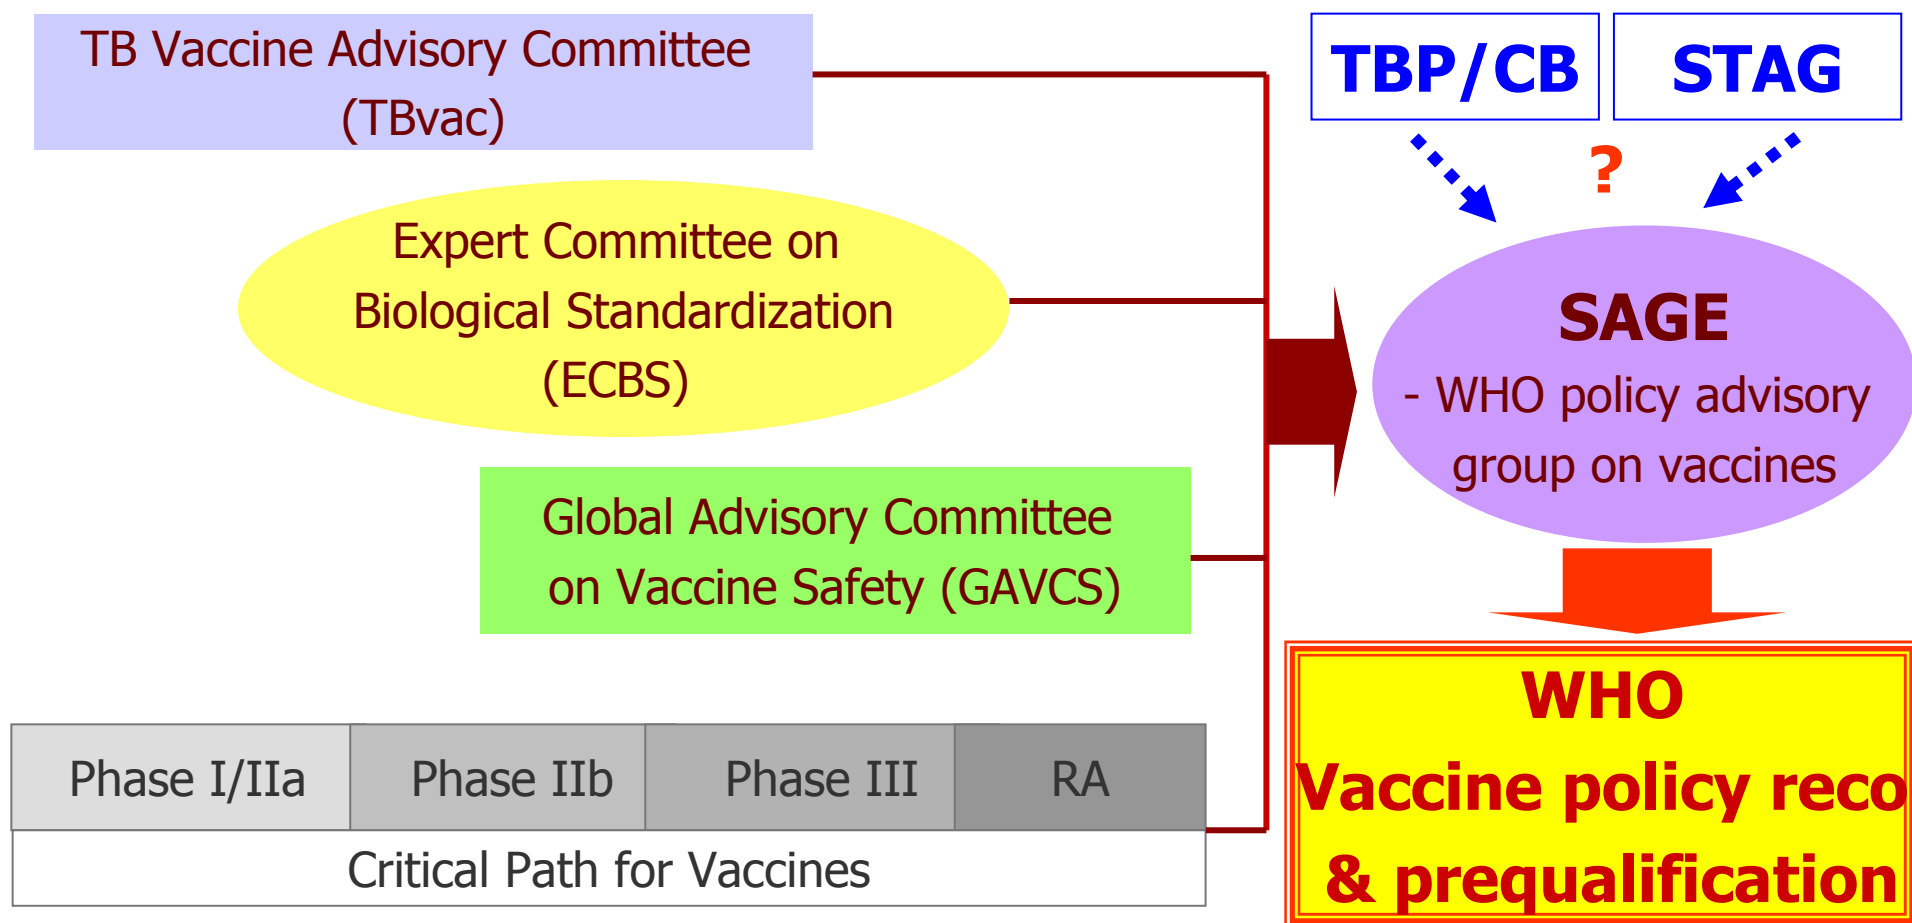 TB Vaccine Advisory Committee
(TBvac)
Expert Committee on
Biological Standardization
(ECBS)
Global Advisory Committee
on Vaccine Safety (GAVCS)
Phase I/IIa
Phase IIb
Phase III
RA
Critical Path for Vaccines
TBP/CB
STAG
?
SAGE
- WHO policy advisory
group on vaccines
WHO
Vaccine policy reco
& prequalification